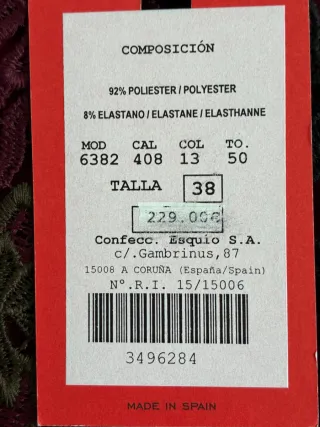 COMPOSICIÓN
92% POLIESTER / POLYESTER
8% ELASTANO / ELASTANE / ELASTHANNE
MOD CAL COL TO.
6382 408 13 50
TALLA 38
229.00€
Confecc. Esquio S.A.
c/.Gambrinus,87
15008 A CORUÑA (España/Spain)
Nº.R.I. 15/15006
3496284
MADE IN SPAIN